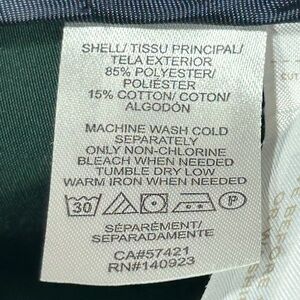 SHELL/ TISSU PRINCIPAL/
TELA EXTERIOR
85% POLYESTER/
POLIÉSTER
15% COTTON/ COTON/
ALGODÓN
MACHINE WASH COLD
SEPARATELY
ONLY NON-CHLORINE
BLEACH WHEN NEEDED
TUMBLE DRY LOW
WARM IRON WHEN NEEDED
30 P
SÉPARÉMENT/
SEPARADAMENTE
CA#57421
RN#140923
BEFORE